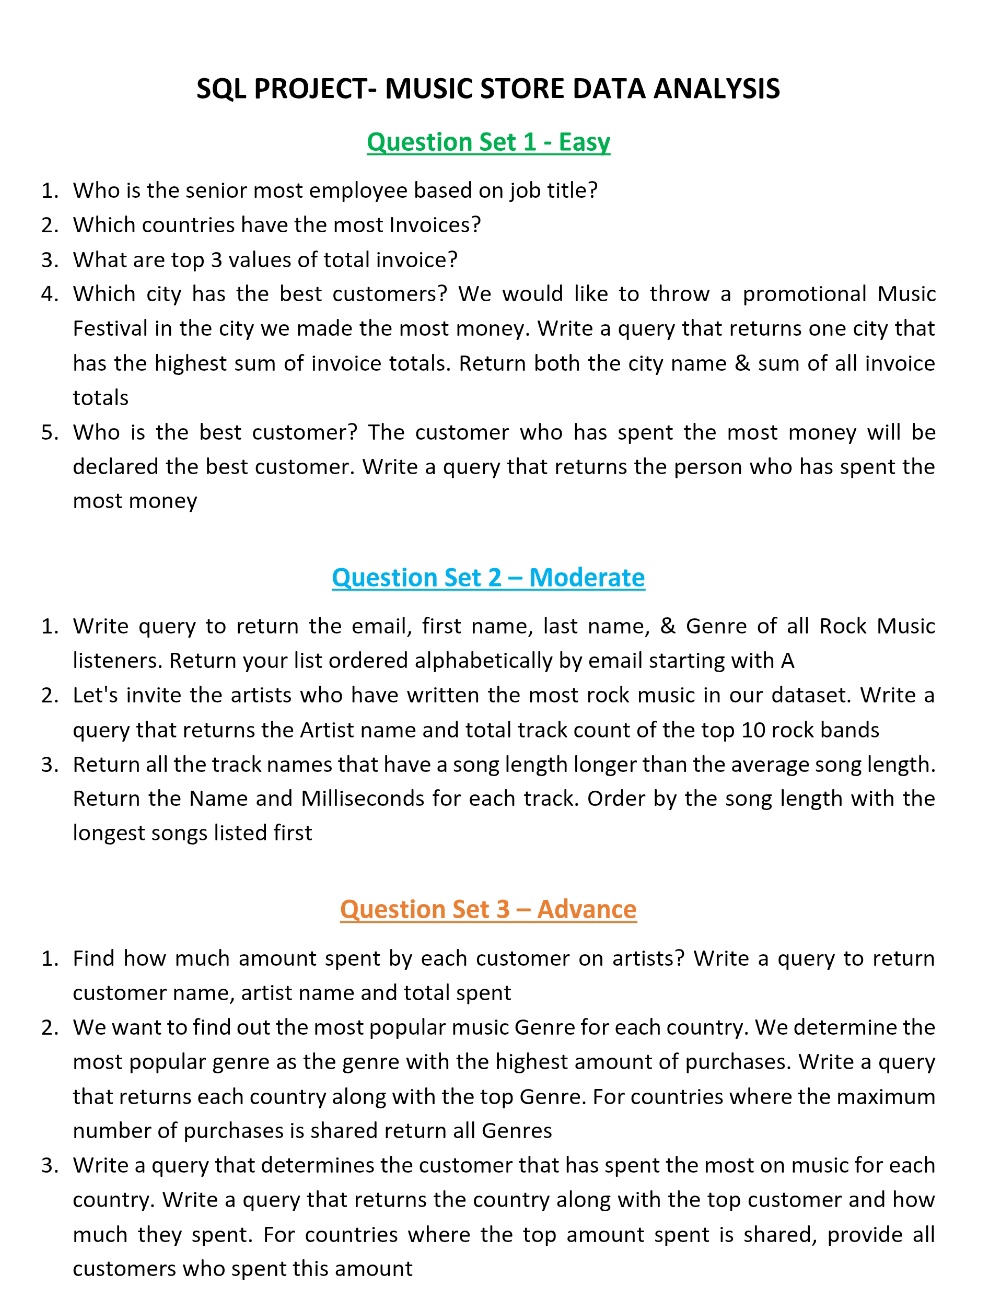 SQL PROJECT- MUSIC STORE DATA ANALYSIS
Question Set 1 - Easy
1. Who is the senior most employee based on job title?
2. Which countries have the most Invoices?
3. What are top 3 values of total invoice?
4. Which city has the best customers? We would like to throw a promotional Music
Festival in the city we made the most money. Write a query that returns one city that
has the highest sum of invoice totals. Return both the city name & sum of all invoice
totals
5. Who is the best customer? The customer who has spent the most money will be
declared the best customer. Write a query that returns the person who has spent the
most money
Question Set 2 – Moderate
1. Write query to return the email, first name, last name, & Genre of all Rock Music
listeners. Return your list ordered alphabetically by email starting with A
2. Let's invite the artists who have written the most rock music in our dataset. Write a
query that returns the Artist name and total track count of the top 10 rock bands
3. Return all the track names that have a song length longer than the average song length.
Return the Name and Milliseconds for each track. Order by the song length with the
longest songs listed first
Question Set 3 – Advance
1. Find how much amount spent by each customer on artists? Write a query to return
customer name, artist name and total spent
2. We want to find out the most popular music Genre for each country. We determine the
most popular genre as the genre with the highest amount of purchases. Write a query
that returns each country along with the top Genre. For countries where the maximum
number of purchases is shared return all Genres
3. Write a query that determines the customer that has spent the most on music for each
country. Write a query that returns the country along with the top customer and how
much they spent. For countries where the top amount spent is shared, provide all
customers who spent this amount